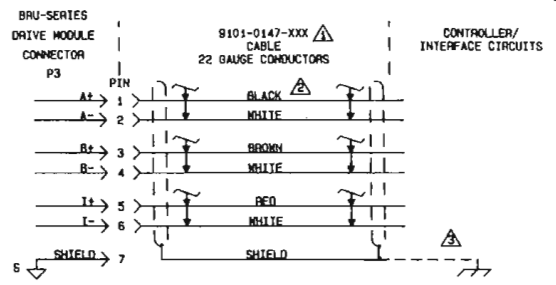 BRU-SERIES
DRIVE MODULE
CONNECTOR
P3
9101-0147-XXX 1
CABLE
22 GAUGE CONDUCTORS
CONTROLLER/
INTERFACE CIRCUITS
PIN
2
A+ 1 BLACK
A- 2 WHITE
B+ 3 BROWN
B- 4 WHITE
I+ 5 RED
I- 6 WHITE
3
S SHIELD 7 SHIELD